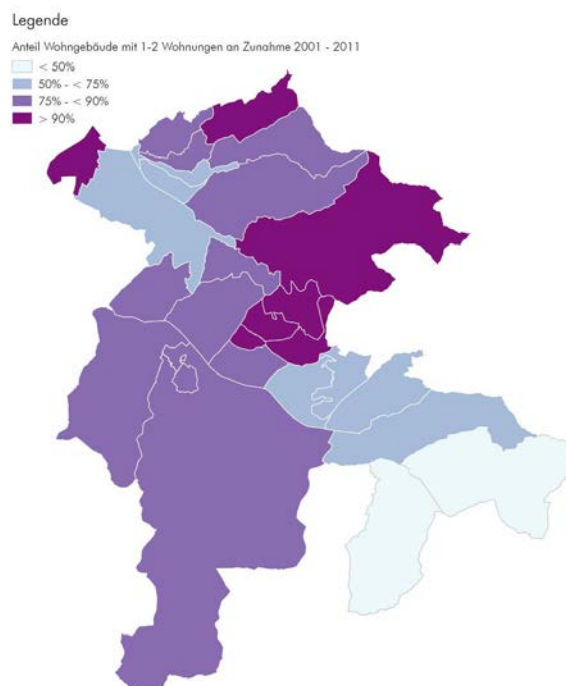 Legende
Anteil Wohngebäude mit 1-2 Wohnungen an Zunahme 2001 - 2011
< 50%
50% - < 75%
75% - < 90%
> 90%